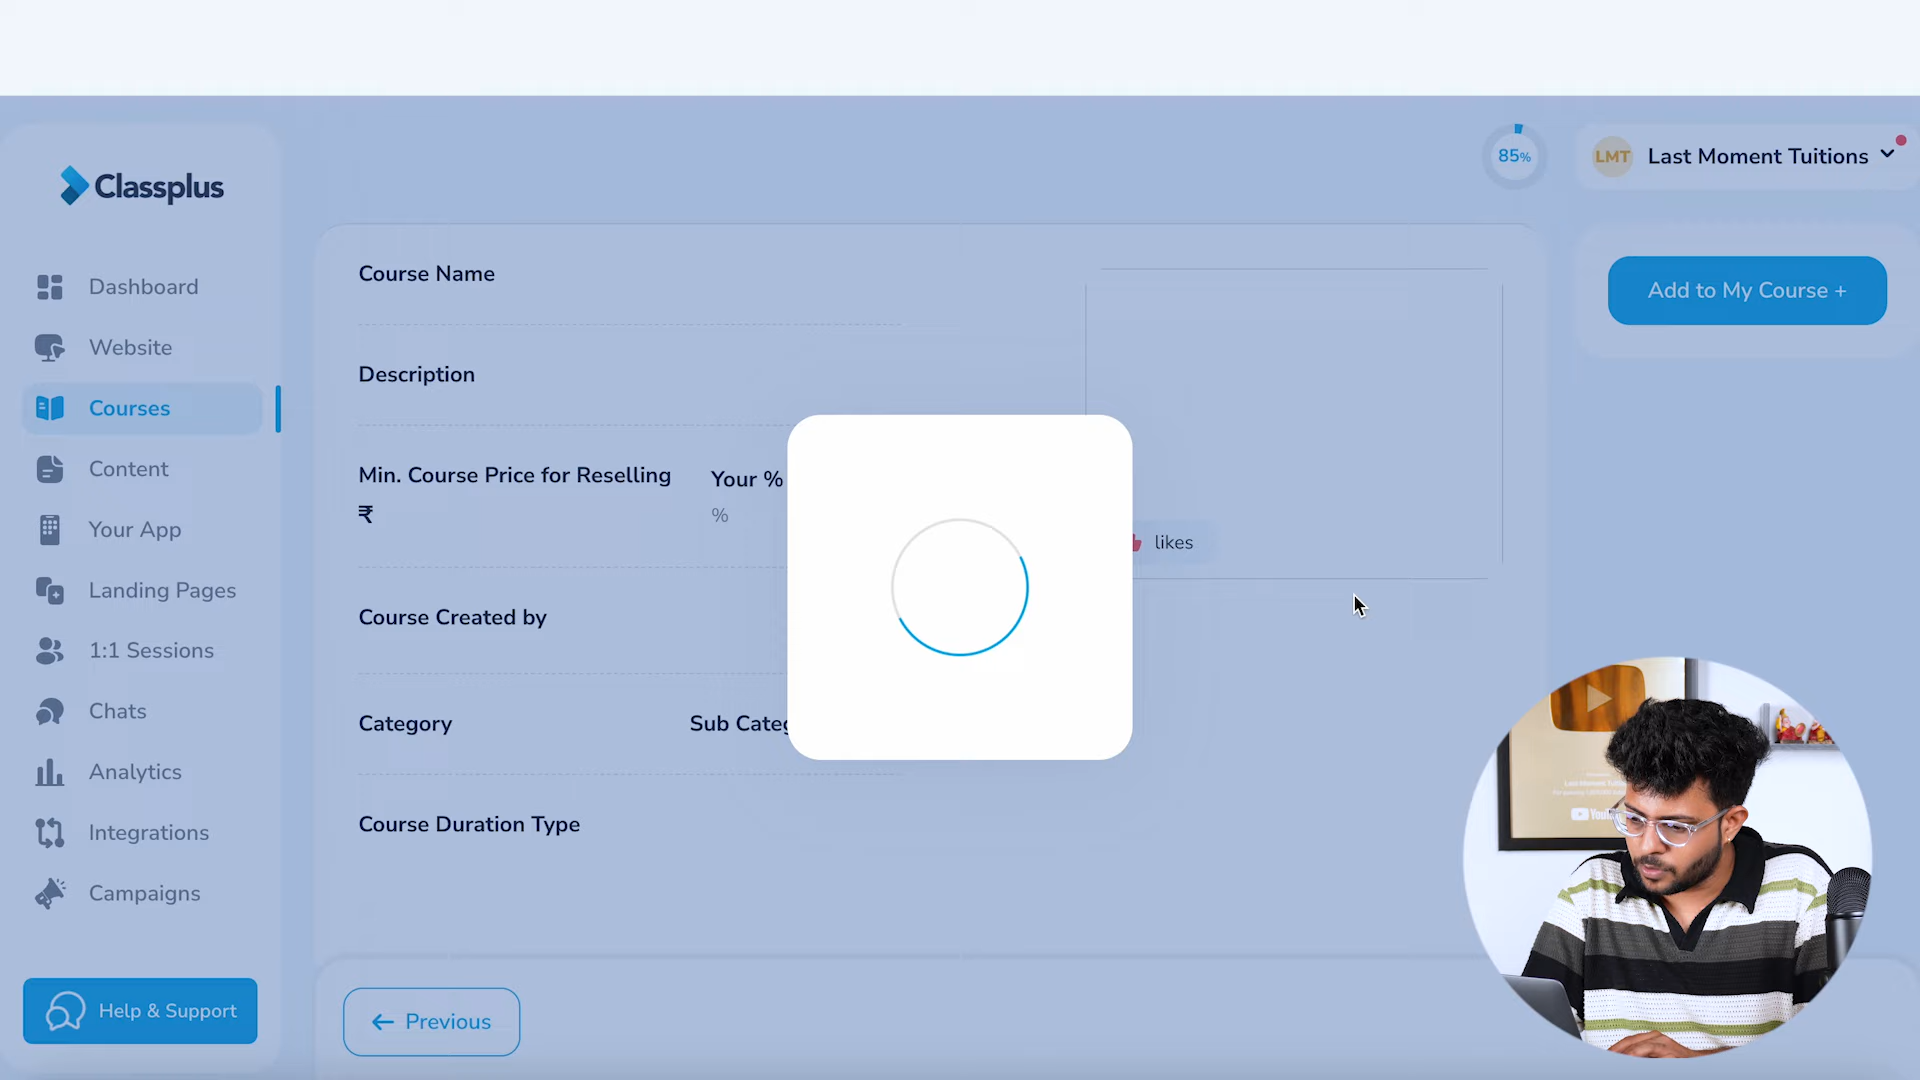 Classplus
85%
LMT
Last Moment Tuitions
Dashboard
Website
Courses
Content
Your App
Landing Pages
1:1 Sessions
Chats
Analytics
Integrations
Campaigns
Help & Support
Course Name
Description
Min. Course Price for Reselling
Your %
₹
%
Course Created by
Category
Sub Categ
Course Duration Type
likes
Add to My Course +
Previous